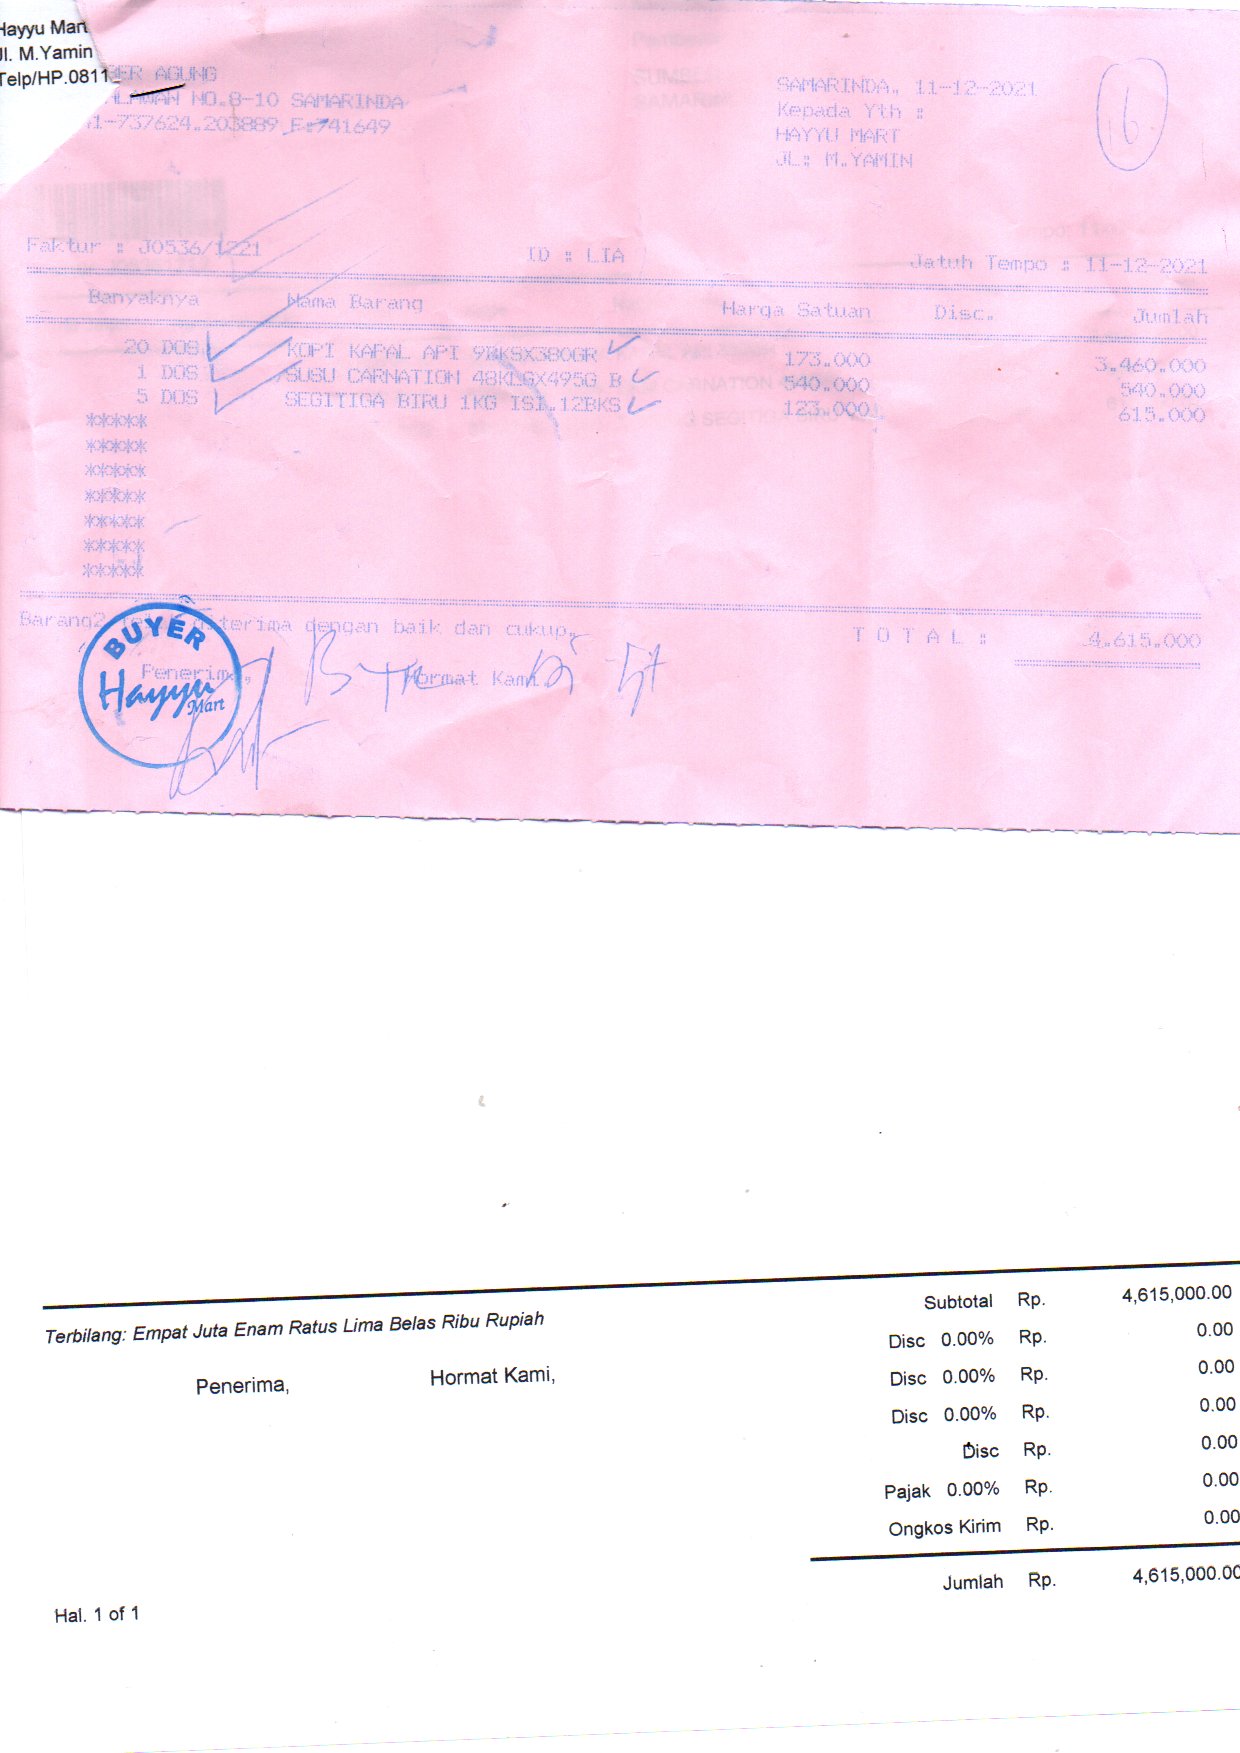 Hayyu Mart
Jl. M.Yamin
Telp/HP.0811
AGUNG
NO.8-10 SAMARINDA
-737624.203889 F:741649
SAMARINDA, 11-12-2021
Kepada Yth :
HAYYU MART
JL: M.YAMIN
16
Faktur : J0536/1221
ID : LIA
Jatuh Tempo : 11-12-2021
Banyaknya Nama Barang Harga Satuan Disc. Jumlah
20 DOS KOPI KAPAL API 9BKSX380GR 173.000 3.460.000
1 DOS SUSU CARNATION 48KLGX495G B 540.000 540.000
5 DOS SEGITIGA BIRU 1KG ISI.12BKS 123.000 615.000
*****
*****
*****
*****
*****
*****
*****
Barang2 telah diterima dengan baik dan cukup.
T O T A L : 4.615.000
Penerima, Hormat Kami
BUYER
Hayyu
Mart
Terbilang: Empat Juta Enam Ratus Lima Belas Ribu Rupiah
Penerima,
Hormat Kami,
Subtotal Rp. 4,615,000.00
Disc 0.00% Rp. 0.00
Disc 0.00% Rp. 0.00
Disc 0.00% Rp. 0.00
Disc Rp. 0.00
Pajak 0.00% Rp. 0.00
Ongkos Kirim Rp. 0.00
Jumlah Rp. 4,615,000.00
Hal. 1 of 1